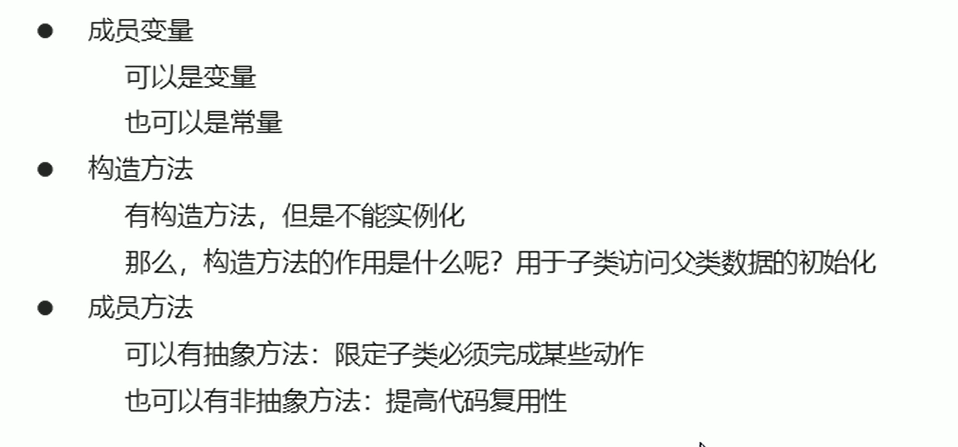 ● 成员变量
可以是变量
也可以是常量
● 构造方法
有构造方法，但是不能实例化
那么，构造方法的作用是什么呢？用于子类访问父类数据的初始化
● 成员方法
可以有抽象方法：限定子类必须完成某些动作
也可以有非抽象方法：提高代码复用性